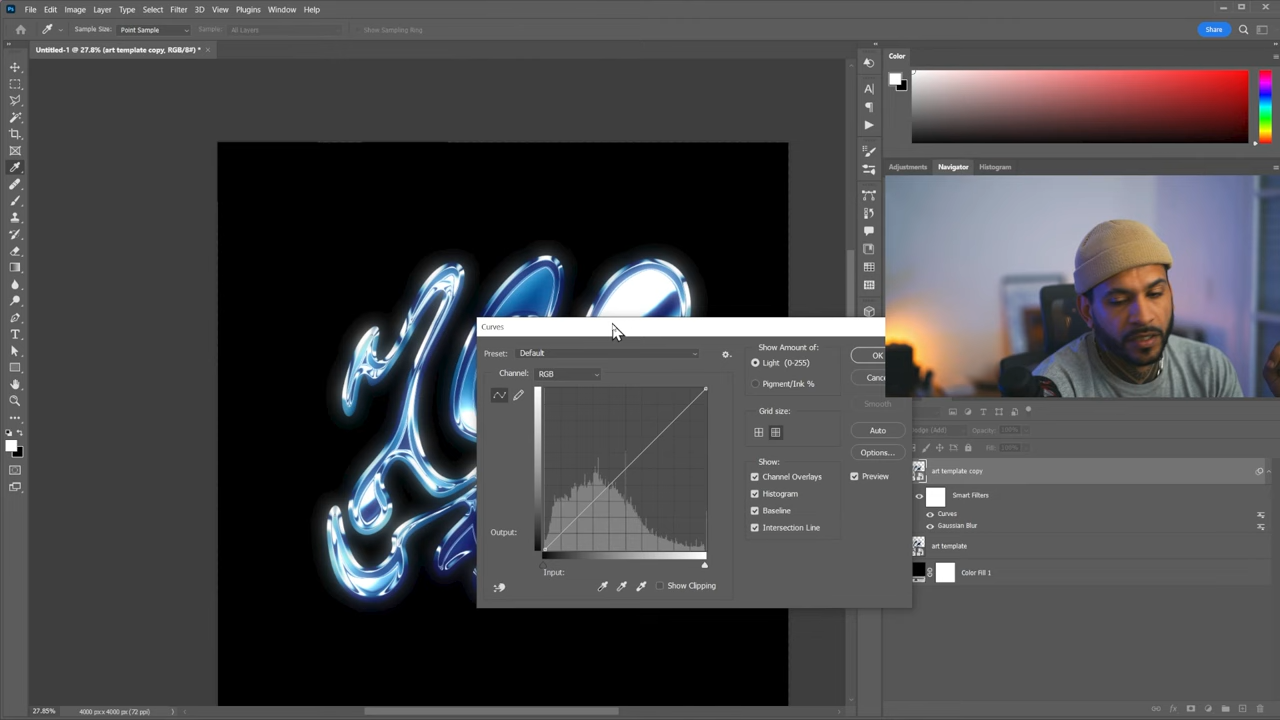 File Edit Image Layer Type Select Filter 3D View Plugins Window Help
Sample Size: Point Sample Sample: All Layers Show Sampling Ring Share
Untitled-1 @ 27.8% (art template copy, RGB/8#) * ×
Color
Adjustments Navigator Histogram
Curves
Preset: Default
Channel: RGB
Output:
Input:
Show Clipping
Show Amount of:
Light (0-255)
Pigment/Ink %
Grid size:
Show:
Channel Overlays
Histogram
Baseline
Intersection Line
OK
Smooth
Auto
Options...
Preview
Opacity: 100%
art template copy
Smart Filters
Curves
Gaussian Blur
art template
Color Fill 1
27.85% 4000 px x 4000 px (72 ppi)